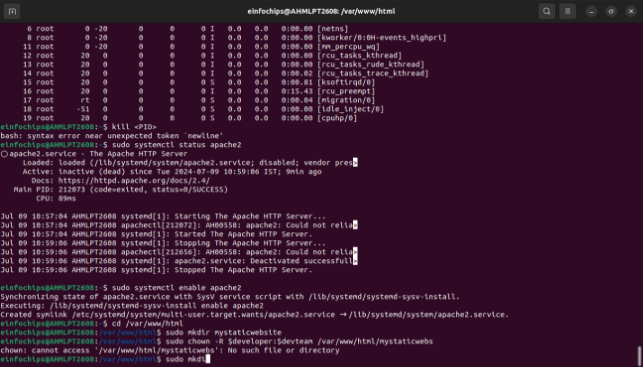 einfochips@AHMLPT2608: /var/www/html
6 root 0 -20 0 0 0 I 0.0 0.0 0:00.00 [netns]
8 root 0 -20 0 0 0 I 0.0 0.0 0:00.00 [kworker/0:0H-events_highpri]
11 root 0 -20 0 0 0 I 0.0 0.0 0:00.00 [mm_percpu_wq]
12 root 20 0 0 0 0 I 0.0 0.0 0:00.00 [rcu_tasks_kthread]
13 root 20 0 0 0 0 I 0.0 0.0 0:00.00 [rcu_tasks_rude_kthread]
14 root 20 0 0 0 0 I 0.0 0.0 0:00.02 [rcu_tasks_trace_kthread]
15 root 20 0 0 0 0 S 0.0 0.0 0:00.81 [ksoftirqd/0]
16 root 20 0 0 0 0 I 0.0 0.0 0:15.43 [rcu_preempt]
17 root rt 0 0 0 0 S 0.0 0.0 0:00.04 [migration/0]
18 root -51 0 0 0 0 S 0.0 0.0 0:00.00 [idle_inject/0]
19 root 20 0 0 0 0 S 0.0 0.0 0:00.00 [cpuhp/0]
einfochips@AHMLPT2608:~$ kill <PID>
bash: syntax error near unexpected token `newline'
einfochips@AHMLPT2608:~$ sudo systemctl status apache2
○ apache2.service - The Apache HTTP Server
Loaded: loaded (/lib/systemd/system/apache2.service; disabled; vendor pres>
Active: inactive (dead) since Tue 2024-07-09 10:59:06 IST; 9min ago
Docs: https://httpd.apache.org/docs/2.4/
Main PID: 212073 (code=exited, status=0/SUCCESS)
CPU: 89ms
Jul 09 10:57:04 AHMLPT2608 systemd[1]: Starting The Apache HTTP Server...
Jul 09 10:57:04 AHMLPT2608 apachectl[212072]: AH00558: apache2: Could not relia>
Jul 09 10:57:04 AHMLPT2608 systemd[1]: Started The Apache HTTP Server.
Jul 09 10:59:06 AHMLPT2608 systemd[1]: Stopping The Apache HTTP Server...
Jul 09 10:59:06 AHMLPT2608 apachectl[212656]: AH00558: apache2: Could not relia>
Jul 09 10:59:06 AHMLPT2608 systemd[1]: apache2.service: Deactivated successfull>
Jul 09 10:59:06 AHMLPT2608 systemd[1]: Stopped The Apache HTTP Server.
einfochips@AHMLPT2608:~$ sudo systemctl enable apache2
Synchronizing state of apache2.service with SysV service script with /lib/systemd/systemd-sysv-install.
Executing: /lib/systemd/systemd-sysv-install enable apache2
Created symlink /etc/systemd/system/multi-user.target.wants/apache2.service → /lib/systemd/system/apache2.service.
einfochips@AHMLPT2608:~$ cd /var/www/html
einfochips@AHMLPT2608:/var/www/html$ sudo mkdir mystaticwebsite
einfochips@AHMLPT2608:/var/www/html$ sudo chown -R $developer:$devteam /var/www/html/mystaticwebs
chown: cannot access '/var/www/html/mystaticwebs': No such file or directory
einfochips@AHMLPT2608:/var/www/html$ sudo mkdi